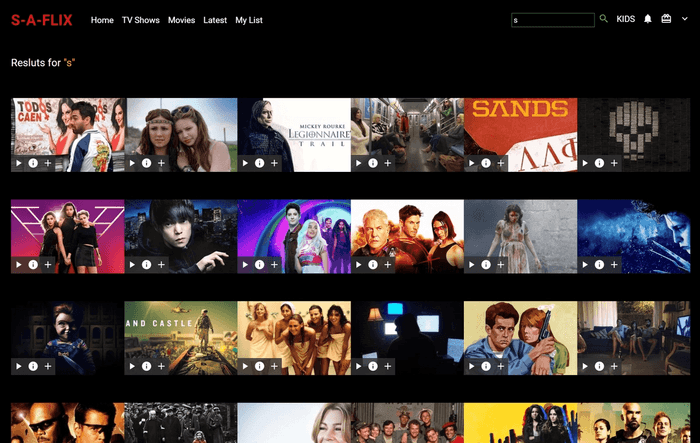 S-A-FLIX
Home TV Shows Movies Latest My List
s
KIDS
Resluts for "s"
TODOS
CAEN
MICKEY ROURKE
LEGIONNAIRE'S
TRAIL
SANDS
AND CASTLE